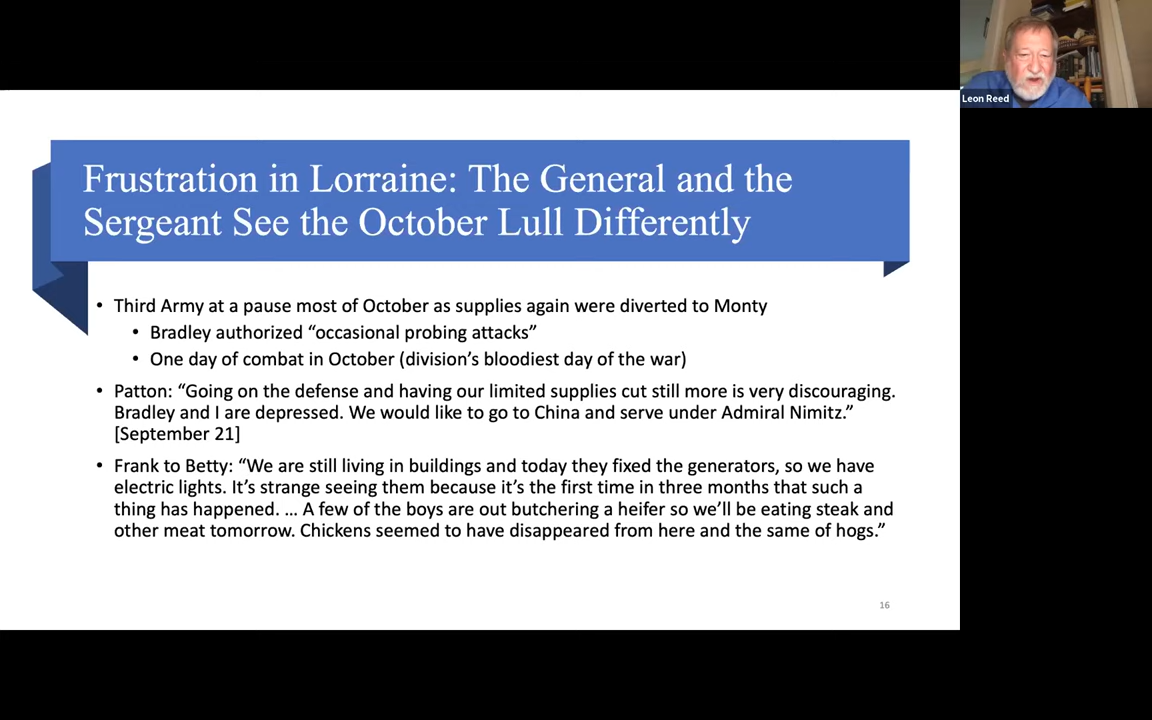 Leon Reed
Frustration in Lorraine: The General and the
Sergeant See the October Lull Differently
• Third Army at a pause most of October as supplies again were diverted to Monty
• Bradley authorized “occasional probing attacks”
• One day of combat in October (division’s bloodiest day of the war)
• Patton: “Going on the defense and having our limited supplies cut still more is very discouraging.
Bradley and I are depressed. We would like to go to China and serve under Admiral Nimitz.”
[September 21]
• Frank to Betty: “We are still living in buildings and today they fixed the generators, so we have
electric lights. It’s strange seeing them because it’s the first time in three months that such a
thing has happened. … A few of the boys are out butchering a heifer so we’ll be eating steak and
other meat tomorrow. Chickens seemed to have disappeared from here and the same of hogs.”
16